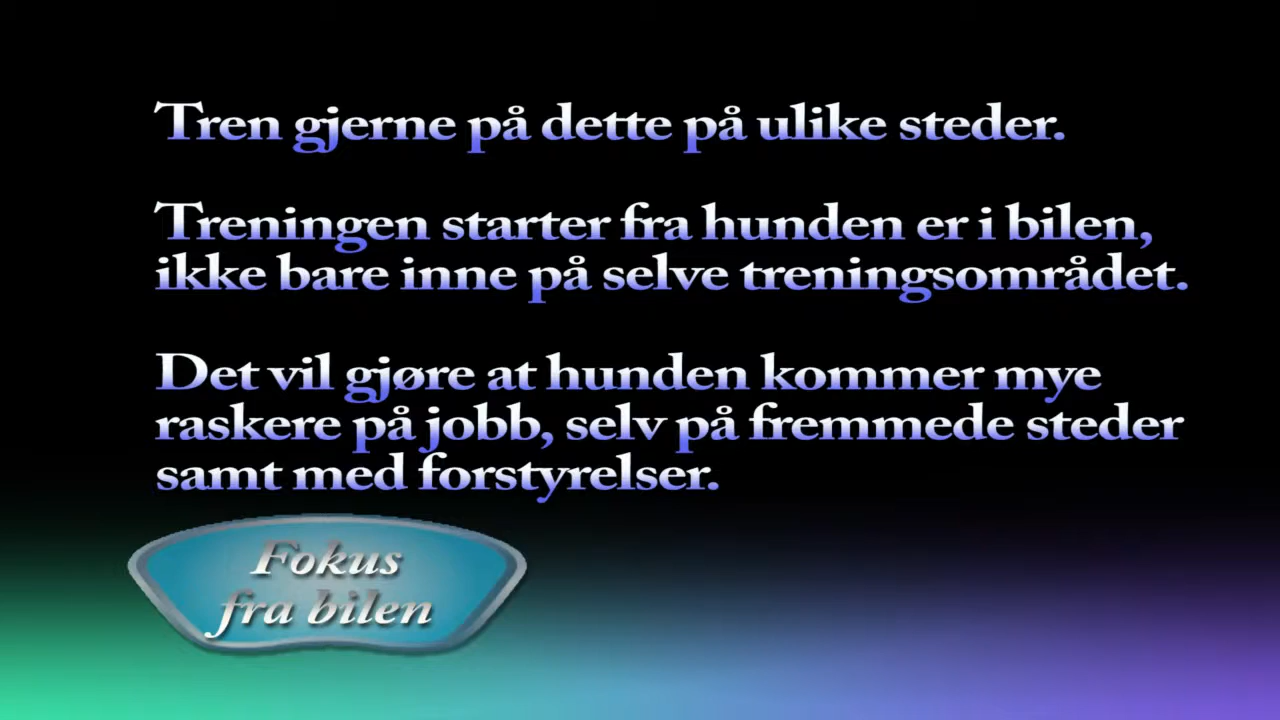 Tren gjerne på dette på ulike steder.
Treningen starter fra hunden er i bilen,
ikke bare inne på selve treningsområdet.
Det vil gjøre at hunden kommer mye
raskere på jobb, selv på fremmede steder
samt med forstyrelser.
Fokus
fra bilen